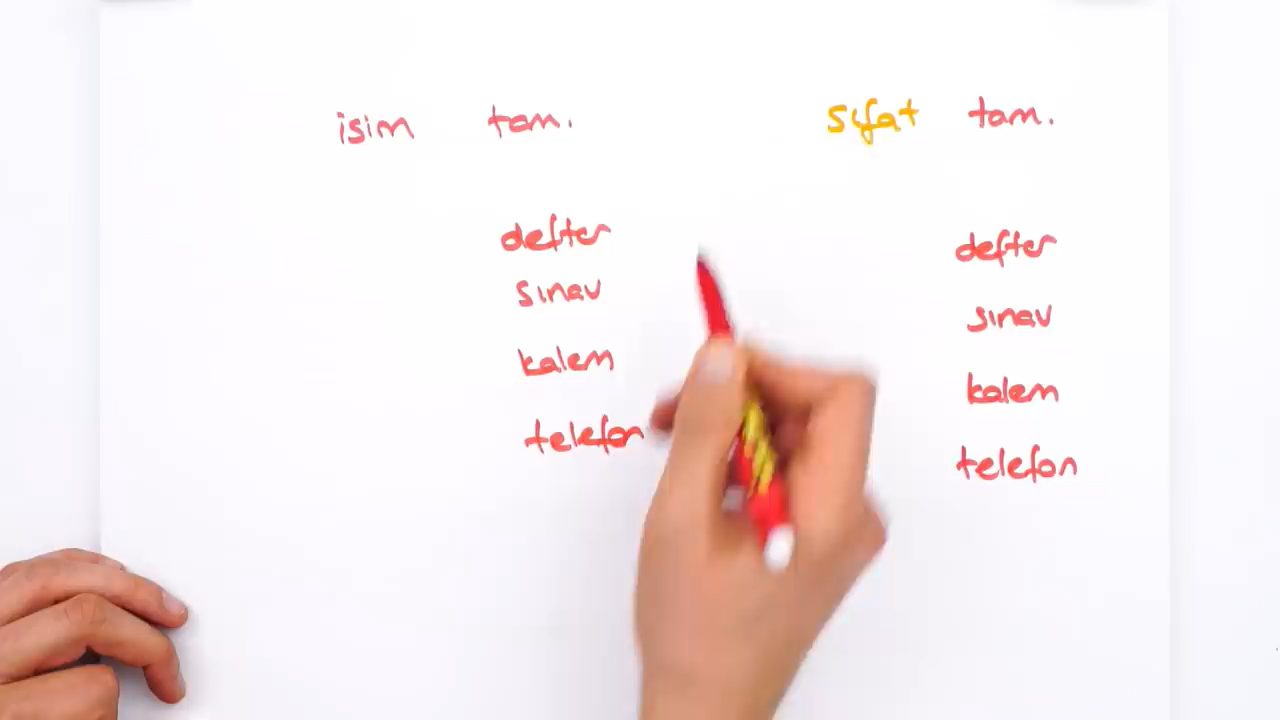 isim tam.
defter
sınav
kalem
telefon
sıfat tam.
defter
sınav
kalem
telefon